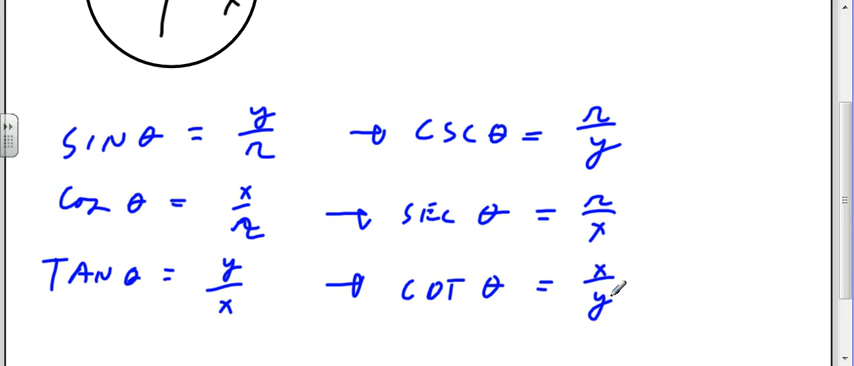 SIN θ = y/r → CSC θ = r/y
Cos θ = x/r → SEC θ = r/x
TAN θ = y/x → COT θ = x/y